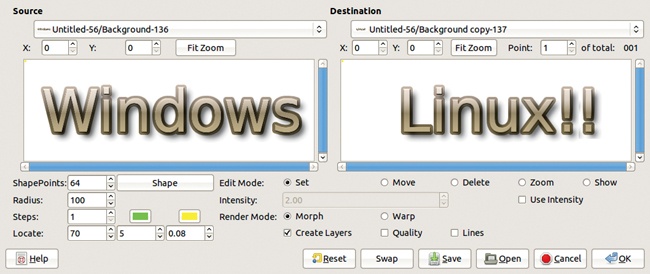 Source
Destination
Untitled-56/Background-136
Untitled-56/Background copy-137
X: 0 Y: 0 Fit Zoom
X: 0 Y: 0 Fit Zoom Point: 1 of total: 001
Windows
Linux!!
ShapePoints: 64 Shape Edit Mode: Set Move Delete Zoom Show
Radius: 100 Intensity: 2.00 Use Intensity
Steps: 1 Render Mode: Morph Warp
Locate: 70 5 0.08 Create Layers Quality Lines
Help Reset Swap Save Open Cancel OK